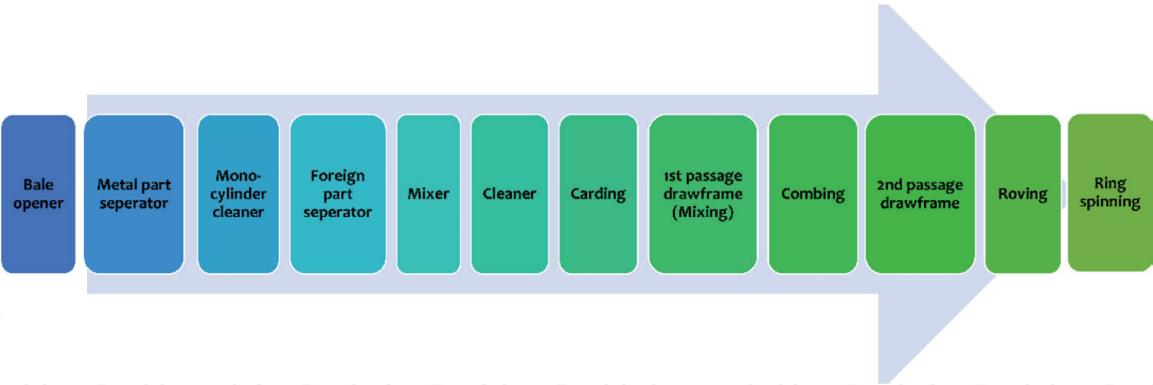 Bale
opener
Metal part
seperator
Mono-
cylinder
cleaner
Foreign
part
seperator
Mixer
Cleaner
Carding
1st passage
drawframe
(Mixing)
Combing
2nd passage
drawframe
Roving
Ring
spinning